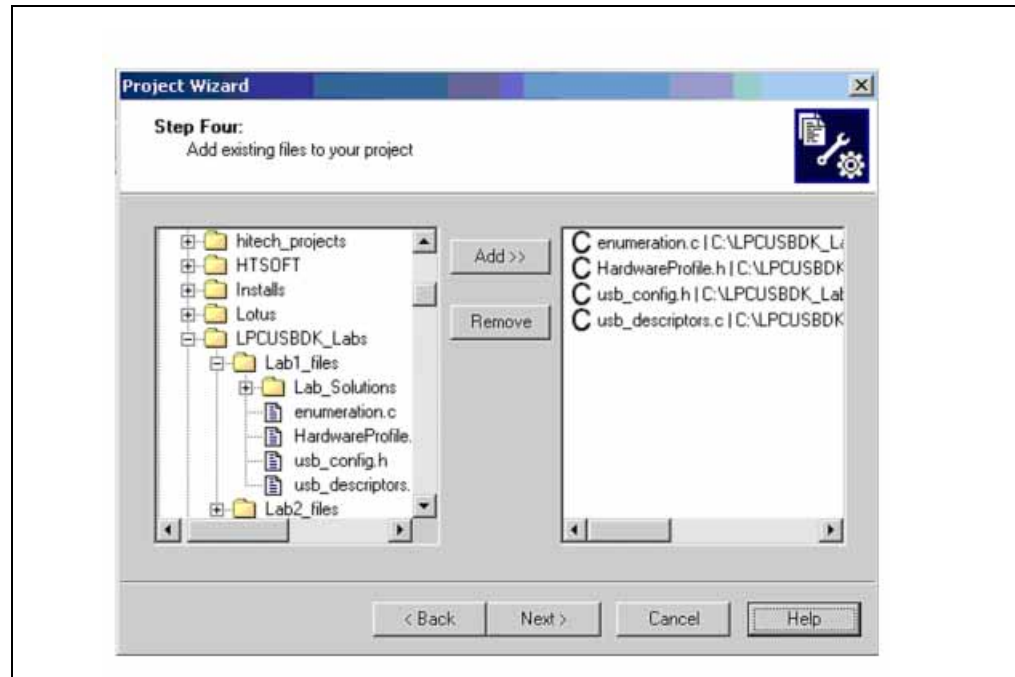 Project Wizard
Step Four:
Add existing files to your project
hitech_projects
HTSOFT
Installs
Lotus
LPCUSBDK_Labs
Lab1_files
Lab_Solutions
enumeration.c
HardwareProfile.
usb_config.h
usb_descriptors.
Lab2_files
Add >>
Remove
C enumeration.c | C:\LPCUSBDK_La
C HardwareProfile.h | C:\LPCUSBDK
C usb_config.h | C:\LPCUSBDK_Lab
C usb_descriptors.c | C:\LPCUSBDK
< Back
Next >
Cancel
Help